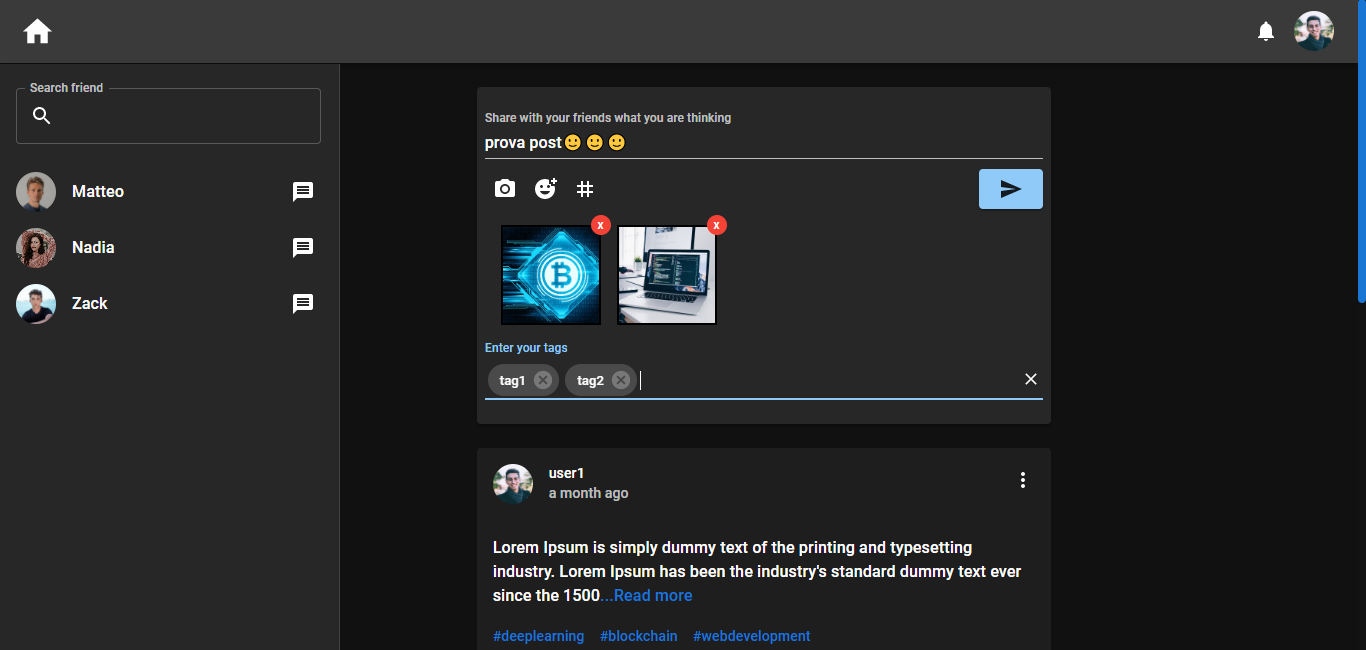 Search friend
Matteo
Nadia
Zack
Share with your friends what you are thinking
prova post🙂🙂🙂
x
x
Enter your tags
tag1 tag2
user1
a month ago
Lorem Ipsum is simply dummy text of the printing and typesetting
industry. Lorem Ipsum has been the industry's standard dummy text ever
since the 1500...Read more
#deeplearning #blockchain #webdevelopment